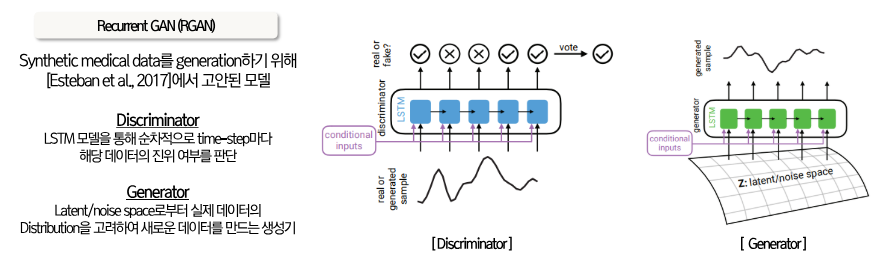 Recurrent GAN (RGAN)
Synthetic medical data를 generation하기 위해
[Esteban et al., 2017]에서 고안된 모델
Discriminator
LSTM 모델을 통해 순차적으로 time-step마다
해당 데이터의 진위 여부를 판단
Generator
Latent/noise space로부터 실제 데이터의
Distribution을 고려하여 새로운 데이터를 만드는 생성기
real or
fake?
vote
discriminator
LSTM
conditional
inputs
real or
generated
sample
[ Discriminator ]
generated
sample
generator
LSTM
conditional
inputs
Z: latent/noise space
[ Generator ]